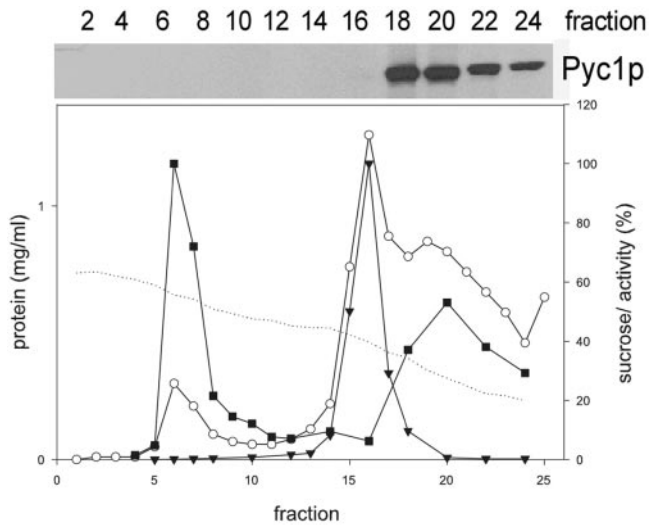 2 4 6 8 10 12 14 16 18 20 22 24 fraction
Pyc1p
120
100
1
80
60
40
20
0
0
0 5 10 15 20 25
protein (mg/ml)
sucrose/ activity (%)
fraction